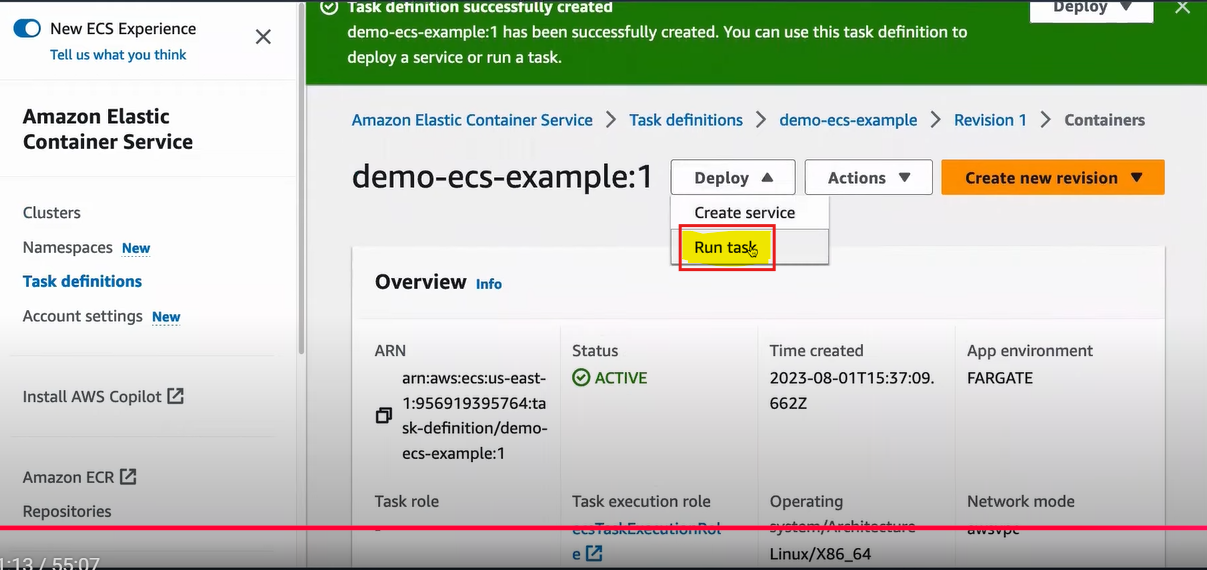 New ECS Experience
Tell us what you think
Amazon Elastic
Container Service
Clusters
Namespaces New
Task definitions
Account settings New
Install AWS Copilot
Amazon ECR
Repositories
Task definition successfully created
demo-ecs-example:1 has been successfully created. You can use this task definition to
deploy a service or run a task.
Deploy
Amazon Elastic Container Service > Task definitions > demo-ecs-example > Revision 1 > Containers
demo-ecs-example:1
Deploy
Actions
Create new revision
Create service
Run task
Overview Info
ARN
arn:aws:ecs:us-east-
1:956919395764:ta
sk-definition/demo-
ecs-example:1
Status
ACTIVE
Time created
2023-08-01T15:37:09.
662Z
App environment
FARGATE
Task role
-
Task execution role
ecsTaskExecutionRol
e
Operating
system/Architecture
Linux/X86_64
Network mode
awsvpc
1:13 / 55:07